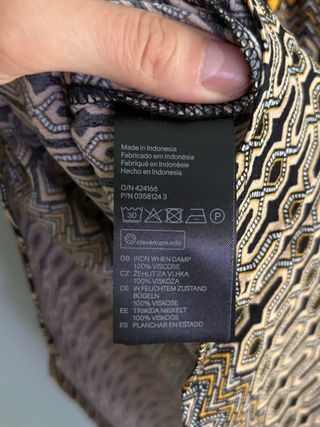 Made in Indonesia
Fabricado em Indonésia
Fabriqué en Indonésie
Hecho en Indonesia
O/N 424166
P/N 0358124 3
30
clevercare.info
GB IRON WHEN DAMP
100% VISCOSE
CZ ŽEHLIT ZA VLHKA
100% VISKÓZA
DE IN FEUCHTEM ZUSTAND
BÜGELN
100% VISKOSE
EE TRIIKIDA NIISKELT
100% VISKOOS
ES PLANCHAR EN ESTADO